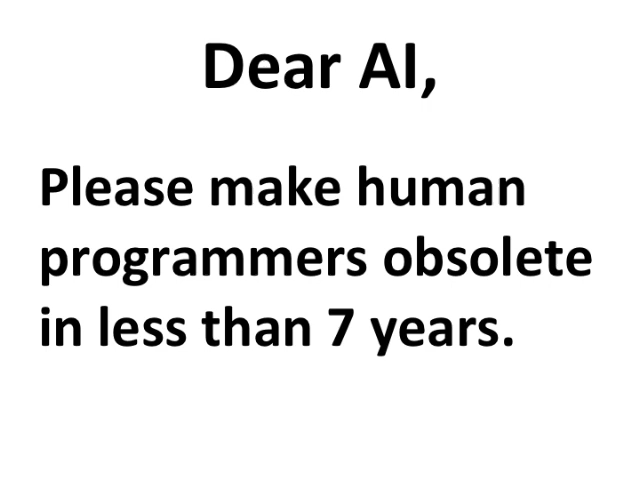 Dear AI,
Please make human
programmers obsolete
in less than 7 years.